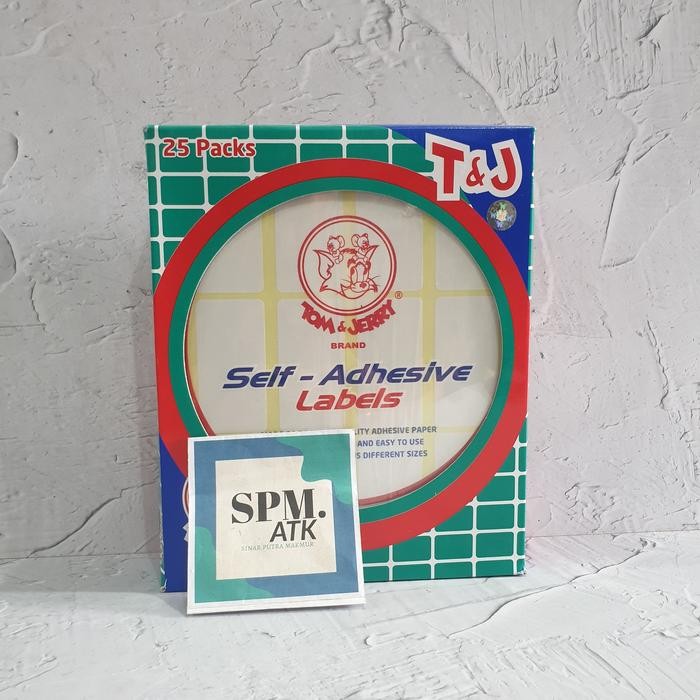 25 Packs
T&J
TOM & JERRY®
BRAND
Self - Adhesive
Labels
ADHESIVE PAPER
AND EASY TO USE
DIFFERENT SIZES
SPM.
ATK
SINAR PUTRA MAKMUR